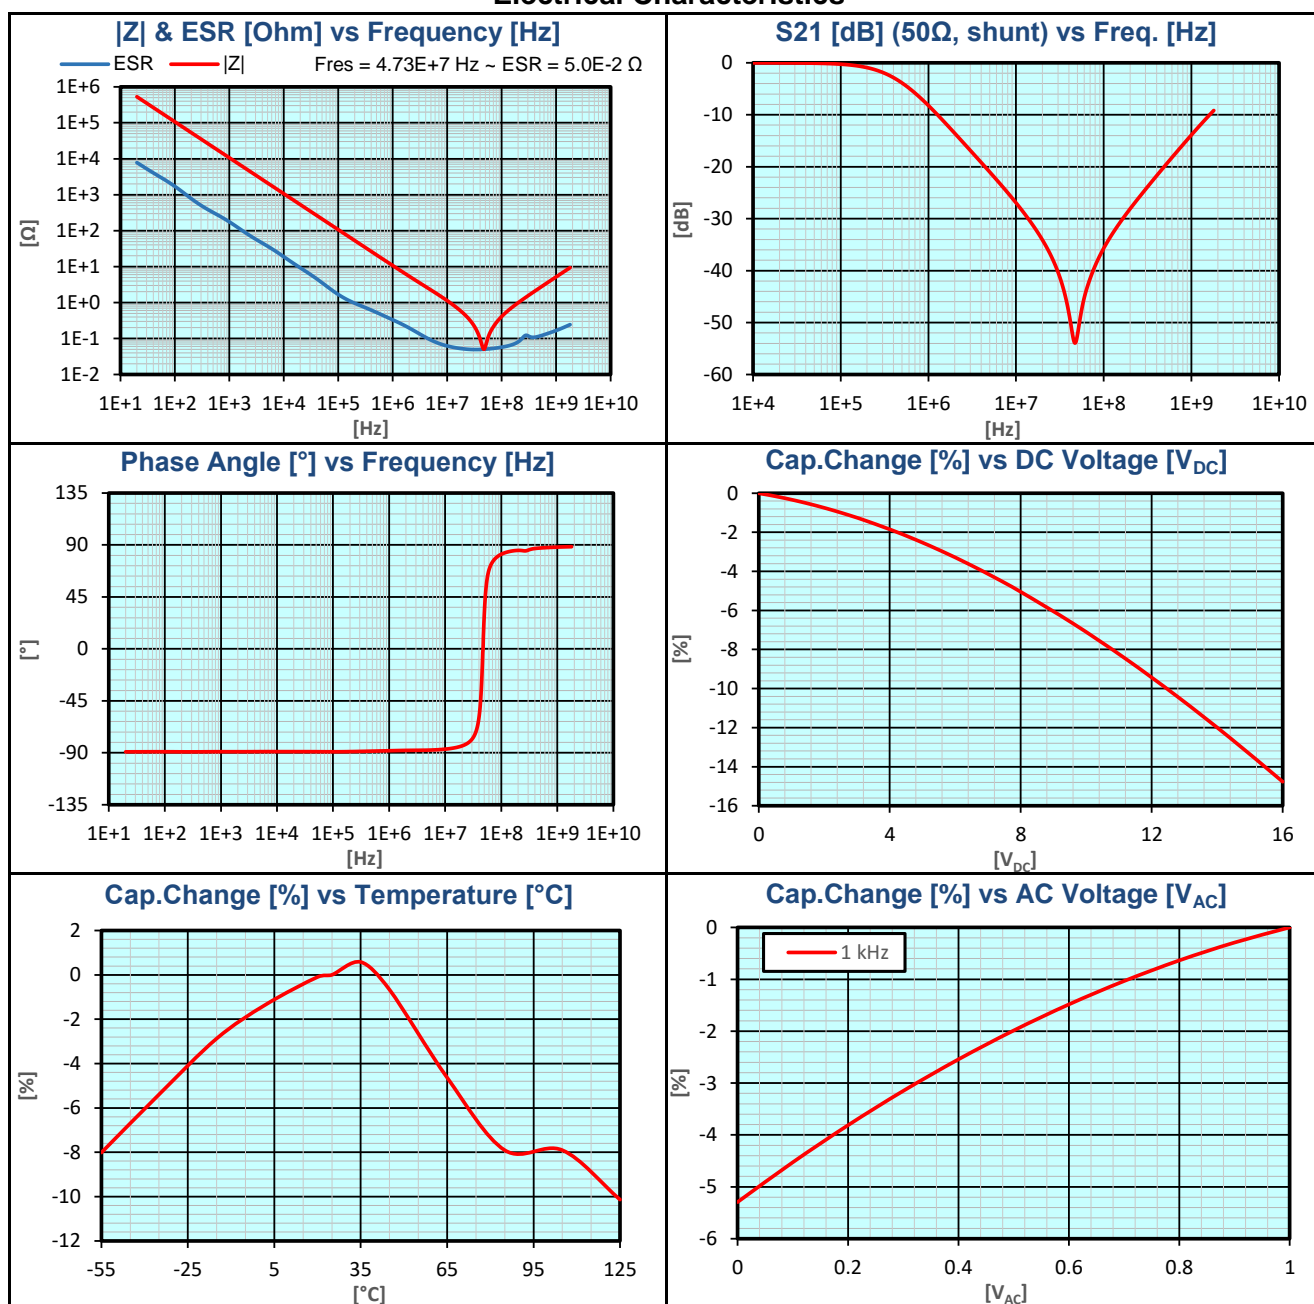 Electrical Characteristics
|Z| & ESR [Ohm] vs Frequency [Hz]
ESR |Z| Fres = 4.73E+7 Hz ~ ESR = 5.0E-2 Ω
1E+6
1E+5
1E+4
1E+3
1E+2
1E+1
1E+0
1E-1
1E-2
[Ω]
1E+1 1E+2 1E+3 1E+4 1E+5 1E+6 1E+7 1E+8 1E+9 1E+10
[Hz]
S21 [dB] (50Ω, shunt) vs Freq. [Hz]
0
-10
-20
-30
-40
-50
-60
[dB]
1E+4 1E+5 1E+6 1E+7 1E+8 1E+9 1E+10
[Hz]
Phase Angle [°] vs Frequency [Hz]
135
90
45
0
-45
-90
-135
[°]
1E+1 1E+2 1E+3 1E+4 1E+5 1E+6 1E+7 1E+8 1E+9 1E+10
[Hz]
Cap.Change [%] vs DC Voltage [VDC]
0
-2
-4
-6
-8
-10
-12
-14
-16
[%]
0 4 8 12 16
[VDC]
Cap.Change [%] vs Temperature [°C]
2
0
-2
-4
-6
-8
-10
-12
[%]
-55 -25 5 35 65 95 125
[°C]
Cap.Change [%] vs AC Voltage [VAC]
1 kHz
0
-1
-2
-3
-4
-5
-6
[%]
0 0.2 0.4 0.6 0.8 1
[VAC]